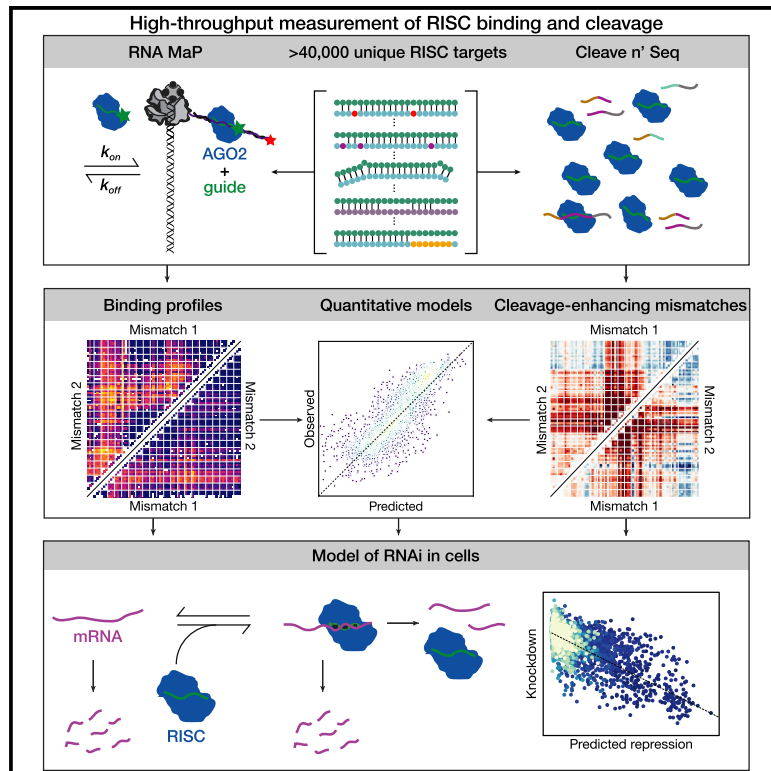 High-throughput measurement of RISC binding and cleavage
RNA MaP
>40,000 unique RISC targets
Cleave n' Seq
kon
koff
AGO2
+
guide
Binding profiles
Quantitative models
Cleavage-enhancing mismatches
Mismatch 1
Mismatch 2
Mismatch 2
Mismatch 1
Observed
Predicted
Mismatch 1
Mismatch 2
Mismatch 2
Mismatch 1
Model of RNAi in cells
mRNA
RISC
Knockdown
Predicted repression